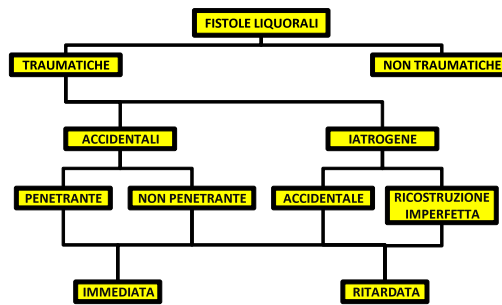 FISTOLE LIQUORALI
TRAUMATICHE
NON TRAUMATICHE
ACCIDENTALI
IATROGENE
PENETRANTE
NON PENETRANTE
ACCIDENTALE
RICOSTRUZIONE
IMPERFETTA
IMMEDIATA
RITARDATA